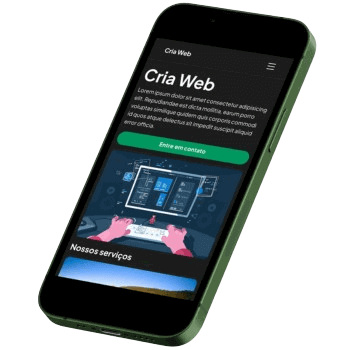 Cria Web
Cria Web
Lorem ipsum dolor sit amet consectetur adipisicing
elit. Repudiandae est dicta mollitia, earum porro
voluptas similique quidem quis corporis commodi
id quos atque delectus sit impedit suscipit aliquid
error officia.
Entre em contato
Nossos serviços